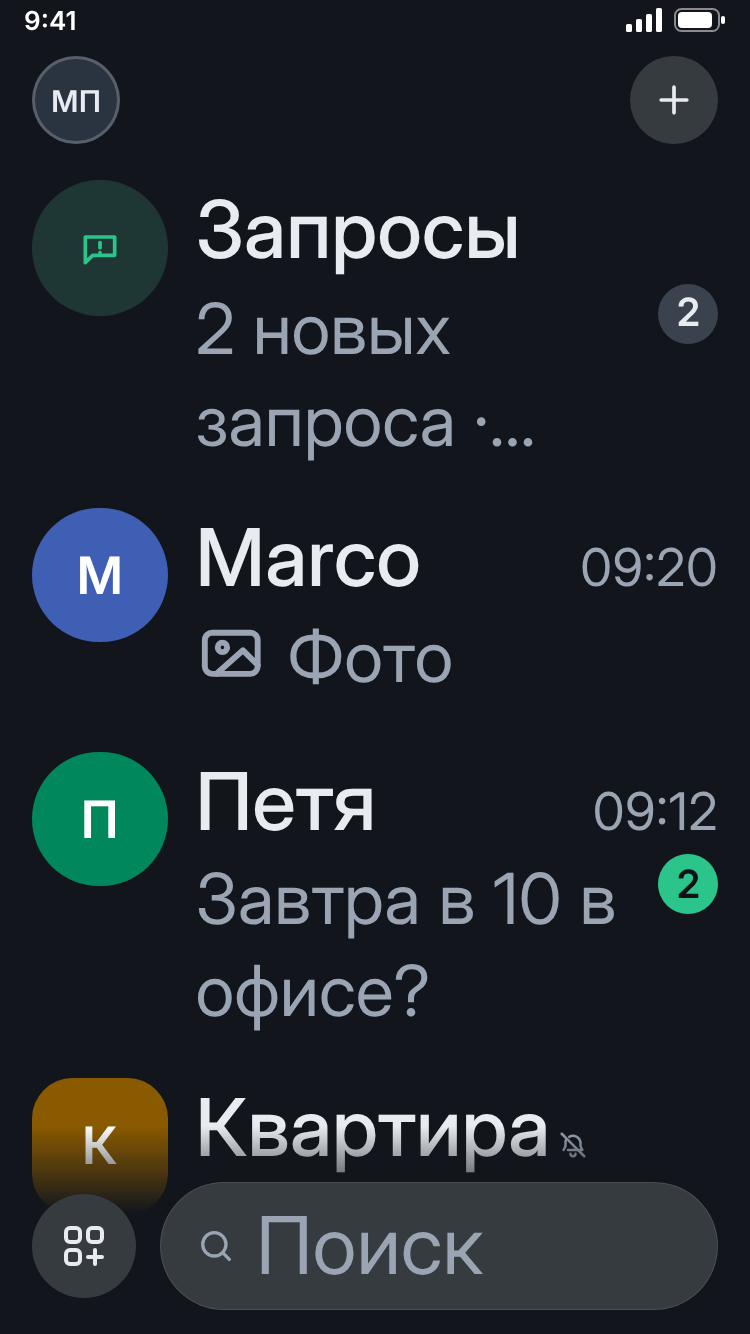 9:41
МП
Запросы
2 новых
запроса ·...
2
M
Marco
09:20
Фото
П
Петя
09:12
Завтра в 10 в
офисе?
2
К
Квартира
Поиск